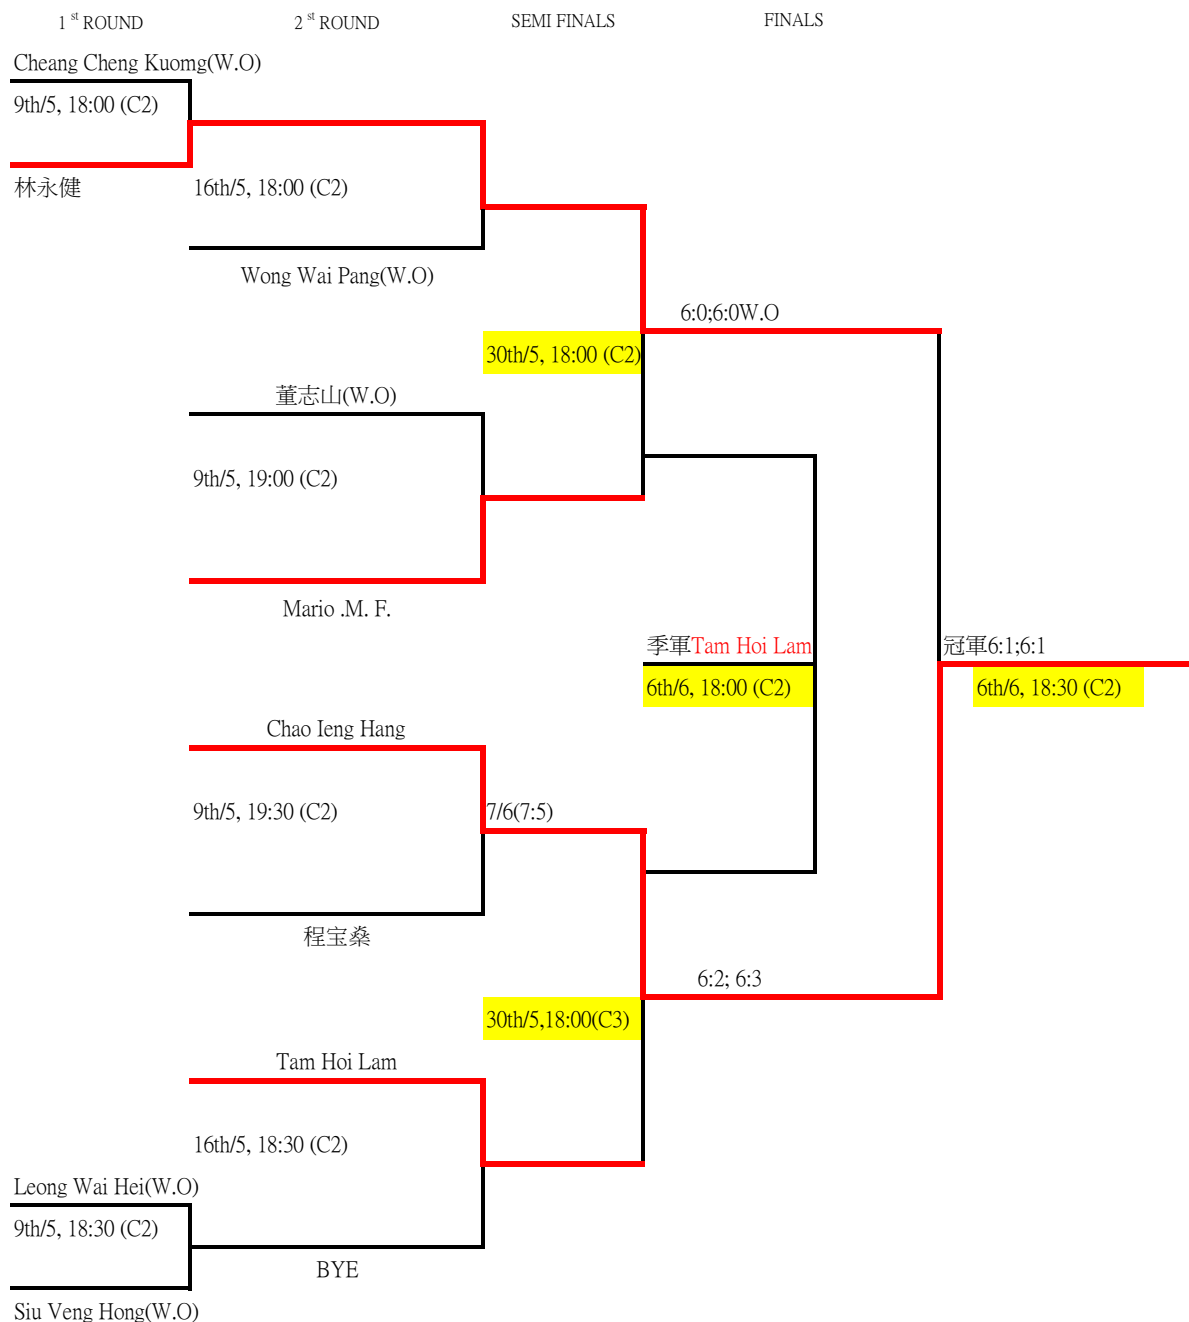 1 st ROUND
2 st ROUND
SEMI FINALS
FINALS
Cheang Cheng Kuomg(W.O)
9th/5, 18:00 (C2)
林永健
16th/5, 18:00 (C2)
Wong Wai Pang(W.O)
6:0;6:0W.O
30th/5, 18:00 (C2)
董志山(W.O)
9th/5, 19:00 (C2)
Mario .M. F.
季軍Tam Hoi Lam
冠軍6:1;6:1
6th/6, 18:00 (C2)
6th/6, 18:30 (C2)
Chao Ieng Hang
9th/5, 19:30 (C2)
7/6(7:5)
程宝燊
6:2; 6:3
30th/5,18:00(C3)
Tam Hoi Lam
16th/5, 18:30 (C2)
Leong Wai Hei(W.O)
9th/5, 18:30 (C2)
BYE
Siu Veng Hong(W.O)